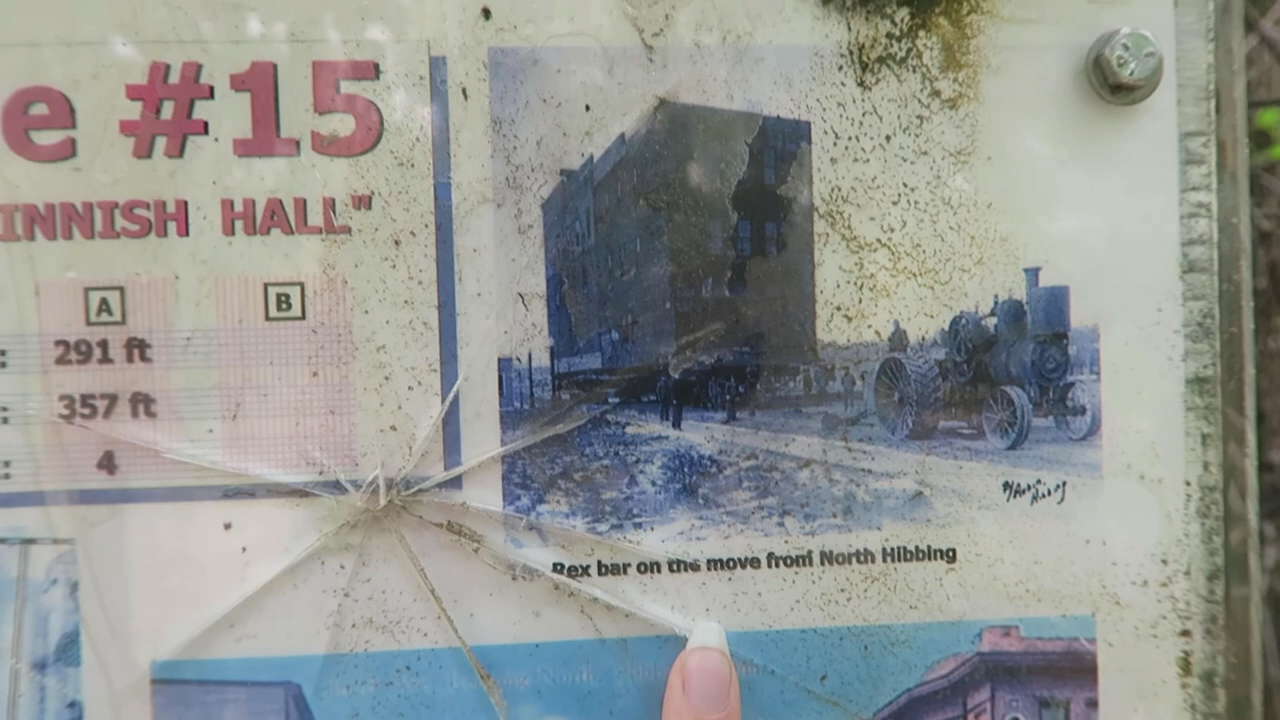 e #15
INNISH HALL"
A B
: 291 ft
: 357 ft
: 4
Rex bar on the move from North Hibbing